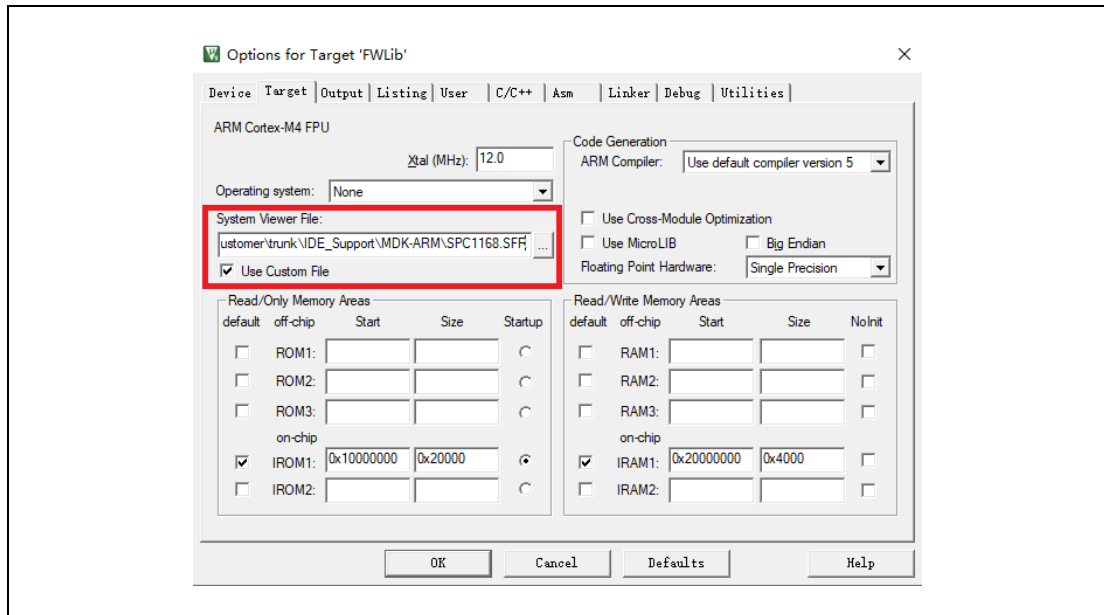 Options for Target 'FWLib'
Device Target Output Listing User C/C++ Asm Linker Debug Utilities
ARM Cortex-M4 FPU
Xtal (MHz): 12.0
Operating system: None
System Viewer File:
ustomer\trunk\IDE_Support\MDK-ARM\SPC1168.SFR ...
Use Custom File
Code Generation
ARM Compiler: Use default compiler version 5
Use Cross-Module Optimization
Use MicroLIB Big Endian
Floating Point Hardware: Single Precision
Read/Only Memory Areas
default off-chip Start Size Startup
ROM1:
ROM2:
ROM3:
on-chip
IROM1: 0x10000000 0x20000
IROM2:
Read/Write Memory Areas
default off-chip Start Size NoInit
RAM1:
RAM2:
RAM3:
on-chip
IRAM1: 0x20000000 0x4000
IRAM2:
OK Cancel Defaults Help